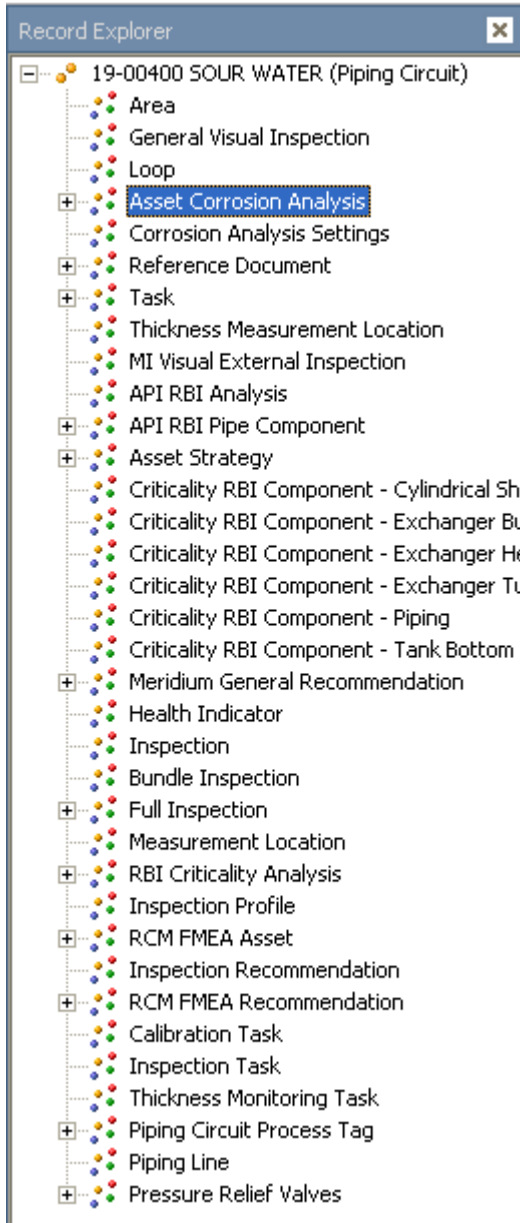 Record Explorer
19-00400 SOUR WATER (Piping Circuit)
Area
General Visual Inspection
Loop
Asset Corrosion Analysis
Corrosion Analysis Settings
Reference Document
Task
Thickness Measurement Location
MI Visual External Inspection
API RBI Analysis
API RBI Pipe Component
Asset Strategy
Criticality RBI Component - Cylindrical Sh
Criticality RBI Component - Exchanger Bu
Criticality RBI Component - Exchanger He
Criticality RBI Component - Exchanger Tu
Criticality RBI Component - Piping
Criticality RBI Component - Tank Bottom
Meridium General Recommendation
Health Indicator
Inspection
Bundle Inspection
Full Inspection
Measurement Location
RBI Criticality Analysis
Inspection Profile
RCM FMEA Asset
Inspection Recommendation
RCM FMEA Recommendation
Calibration Task
Inspection Task
Thickness Monitoring Task
Piping Circuit Process Tag
Piping Line
Pressure Relief Valves